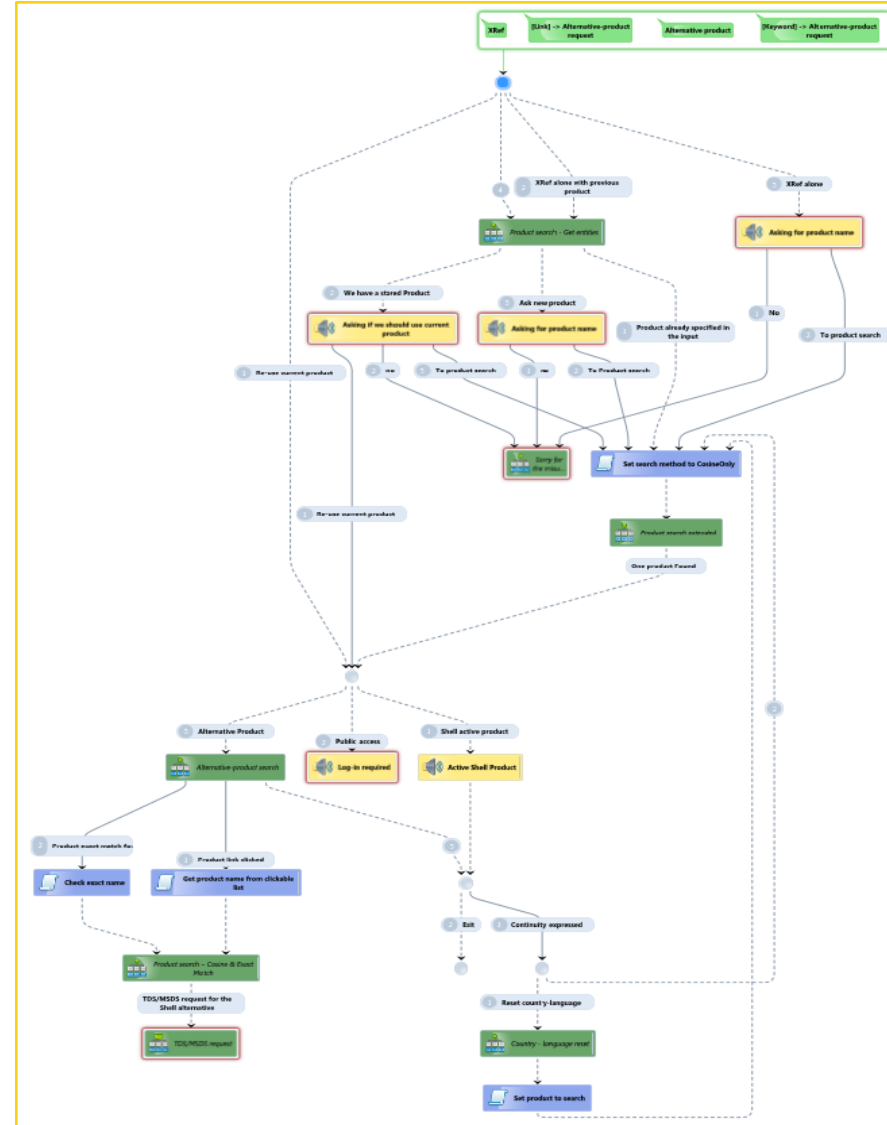 XRef
[Link] -> Alternative-product
request
Alternative product
[Keyword] -> Alternative-product
request
4
2
XRef alone with previous
product
3
XRef alone
Product search - Get entities
Asking for product name
2
We have a stored Product
3
Ask new product
1
No
Asking if we should use current
product
Asking for product name
1
Product already specified in
the input
2
To product search
1
Re-use current product
2
no
3
To product search
1
no
2
To Product search
Sorry for
the misu...
Set search method to CosineOnly
1
Re-use current product
Product search extended
One product Found
2
3
Alternative Product
2
Public access
1
Shell active product
Alternative-product search
Log-in required
Active Shell Product
2
Product exact match fo
1
Product link clicked
3
Check exact name
Get product name from clickable
list
2
Exit
1
Continuity expressed
Product search – Cosine & Exact
Match
TDS/MSDS request for the
Shell alternative
1
Reset country-language
TDS/MSDS request
Country - language reset
Set product to search